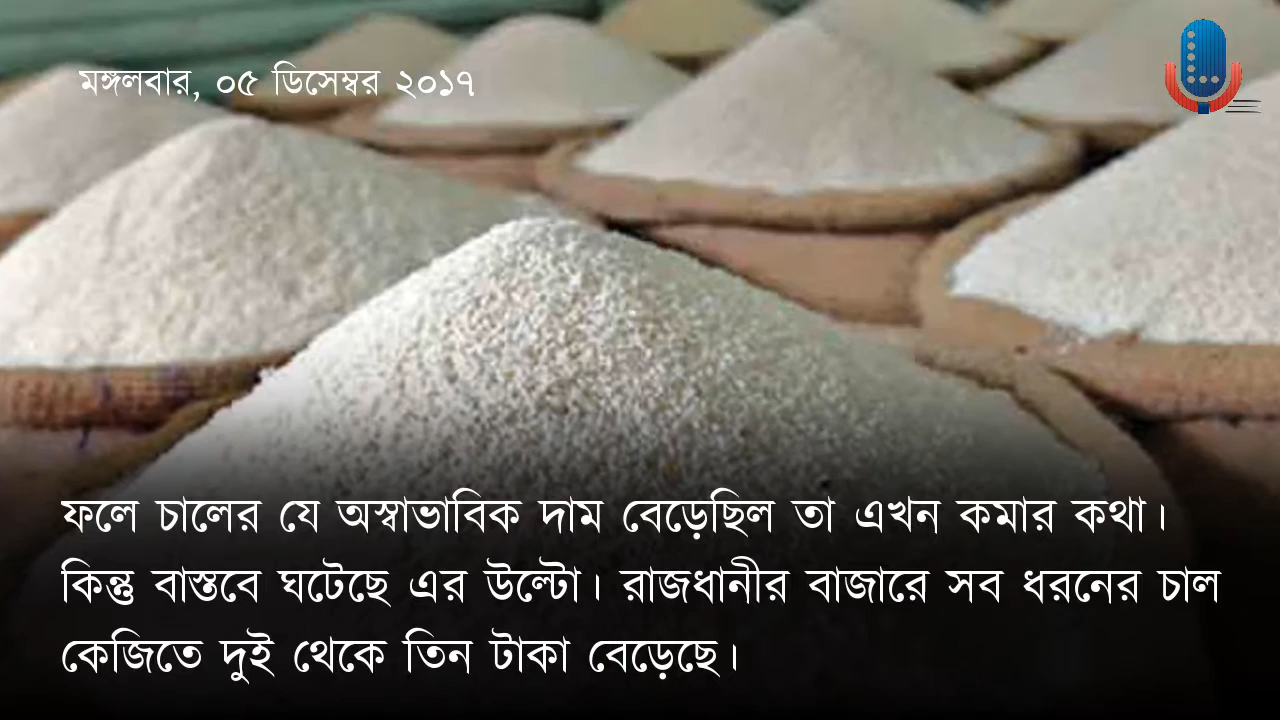 মঙ্গলবার, ০৫ ডিসেম্বর ২০১৭
ফলে চালের যে অস্বাভাবিক দাম বেড়েছিল তা এখন কমার কথা।
কিন্তু বাস্তবে ঘটেছে এর উল্টো। রাজধানীর বাজারে সব ধরনের চাল
কেজিতে দুই থেকে তিন টাকা বেড়েছে।